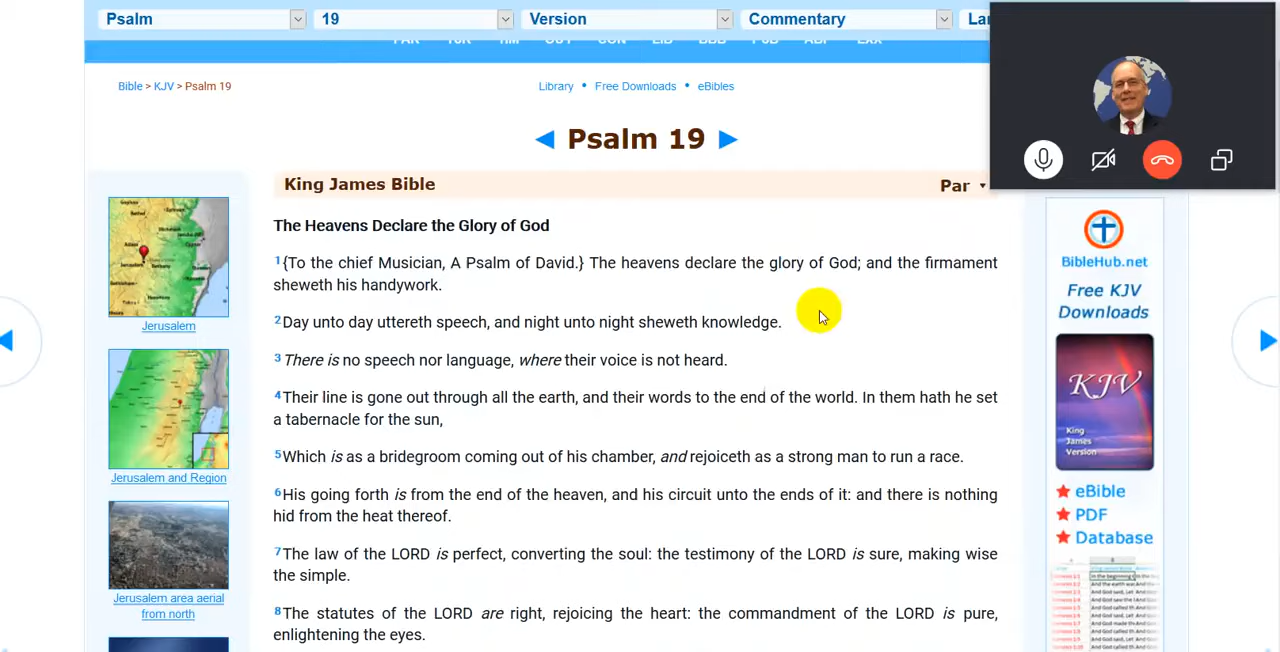 Psalm 19 Version Commentary
Bible > KJV > Psalm 19
Library • Free Downloads • eBibles
Psalm 19
King James Bible
Par
The Heavens Declare the Glory of God
1{To the chief Musician, A Psalm of David.} The heavens declare the glory of God; and the firmament
sheweth his handywork.
2Day unto day uttereth speech, and night unto night sheweth knowledge.
3There is no speech nor language, where their voice is not heard.
4Their line is gone out through all the earth, and their words to the end of the world. In them hath he set
a tabernacle for the sun,
5Which is as a bridegroom coming out of his chamber, and rejoiceth as a strong man to run a race.
6His going forth is from the end of the heaven, and his circuit unto the ends of it: and there is nothing
hid from the heat thereof.
7The law of the LORD is perfect, converting the soul: the testimony of the LORD is sure, making wise
the simple.
8The statutes of the LORD are right, rejoicing the heart: the commandment of the LORD is pure,
enlightening the eyes.
Jerusalem
Jerusalem and Region
Jerusalem area aerial
from north
BibleHub.net
Free KJV
Downloads
KJV
King
James
Version
eBible
PDF
Database